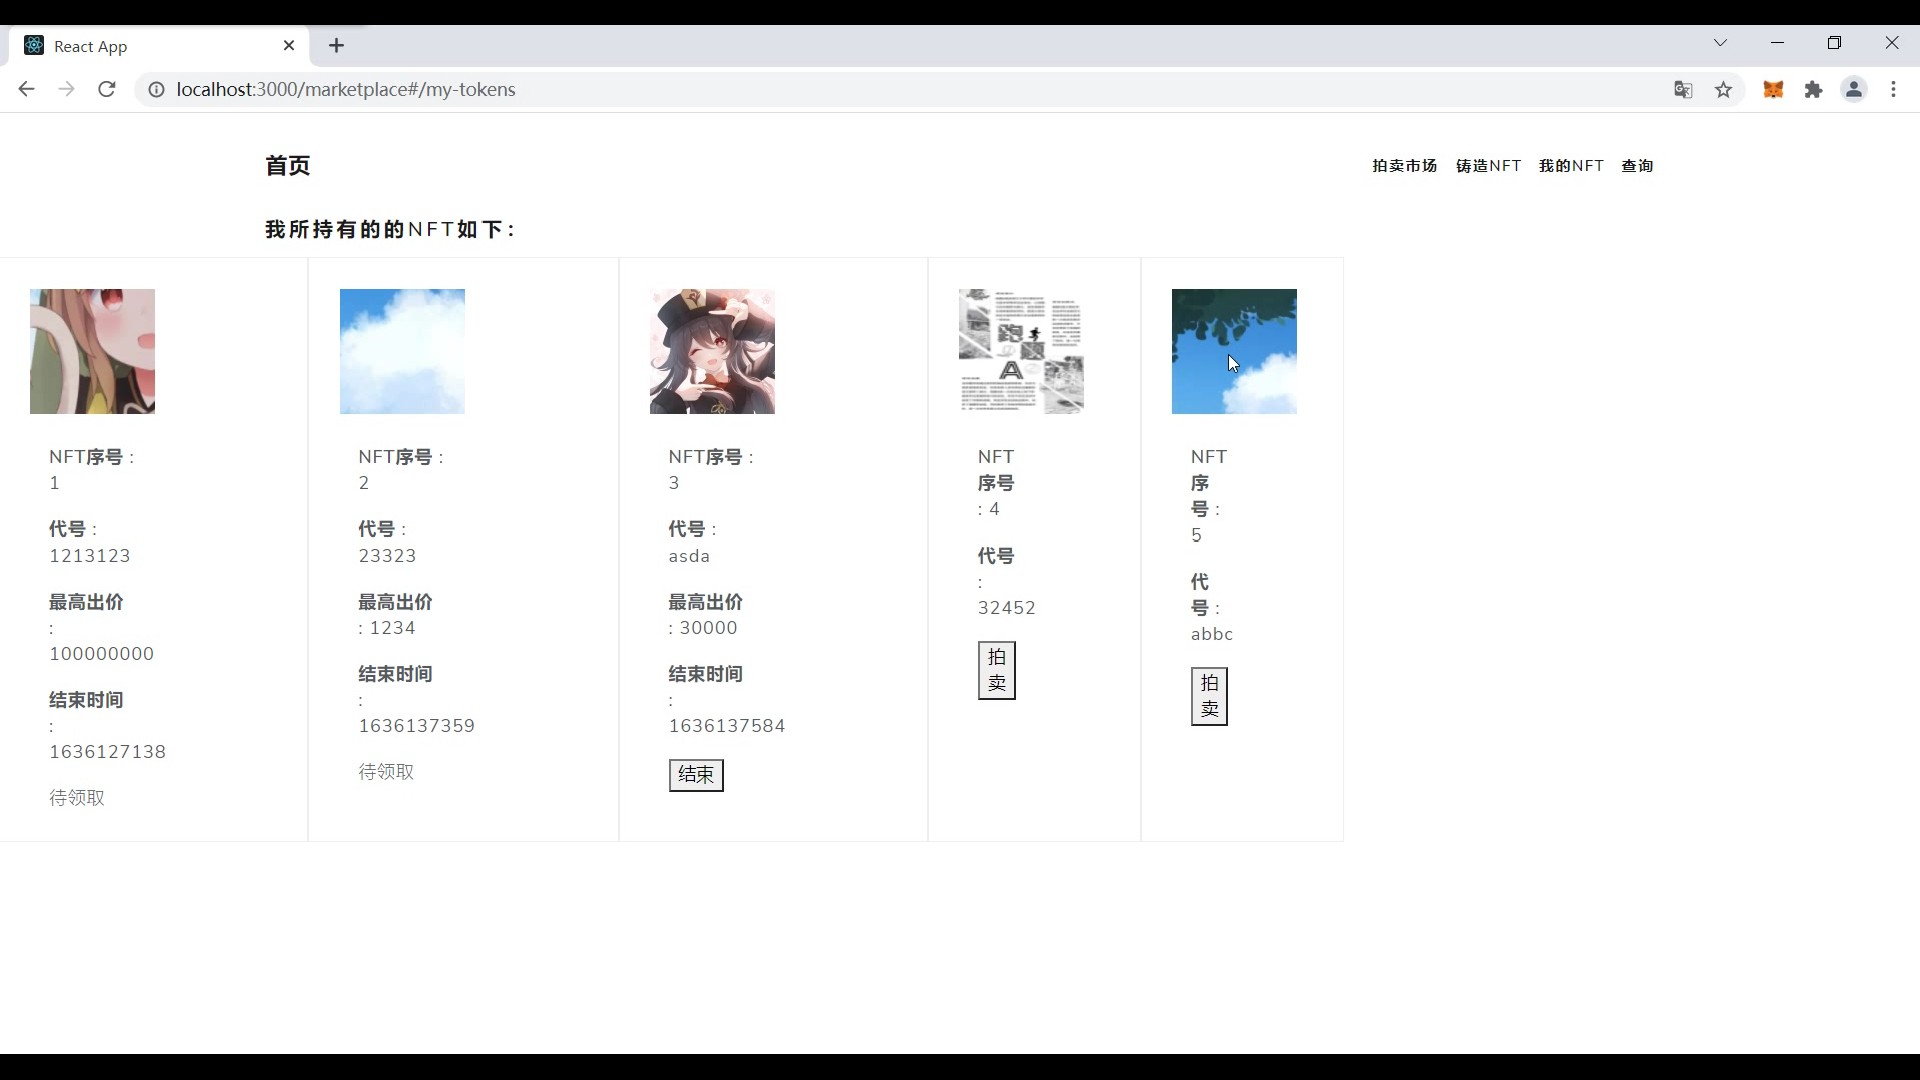 React App
localhost:3000/marketplace#/my-tokens
首页
拍卖市场 铸造NFT 我的NFT 查询
我所持有的的NFT如下：
NFT序号：
1
代号：
1213123
最高出价
：
100000000
结束时间
：
1636127138
待领取
NFT序号：
2
代号：
23323
最高出价
：1234
结束时间
：
1636137359
待领取
NFT序号：
3
代号：
asda
最高出价
：30000
结束时间
：
1636137584
结束
跑
A
NFT
序号
：4
代号
：
32452
拍
卖
NFT
序
号：
5
代
号：
abbc
拍
卖